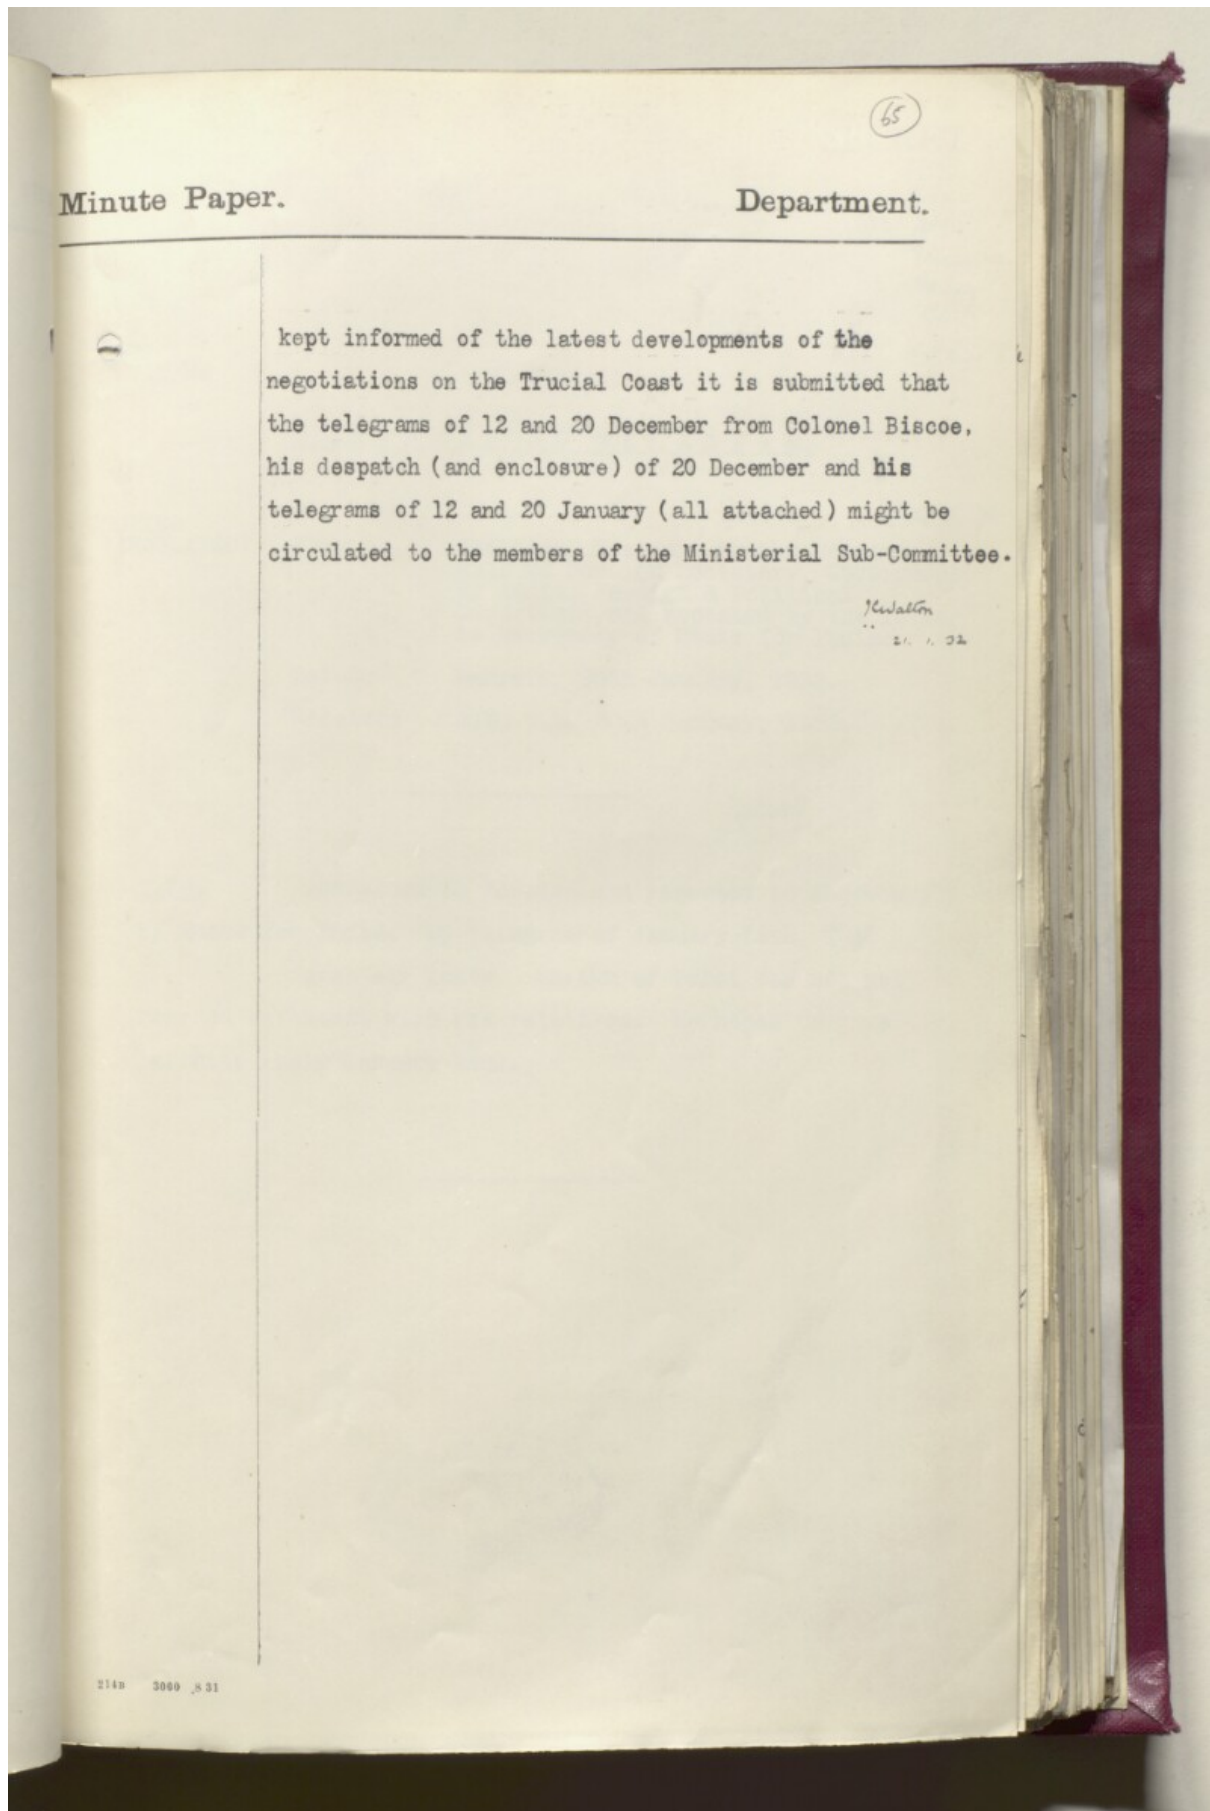 65
Minute Paper. Department.
kept informed of the latest developments of the
negotiations on the Trucial Coast it is submitted that
the telegrams of 12 and 20 December from Colonel Biscoe,
his despatch (and enclosure) of 20 December and his
telegrams of 12 and 20 January (all attached) might be
circulated to the members of the Ministerial Sub-Committee.
JCWalton
21. 1. 32
214B 3000 8 31